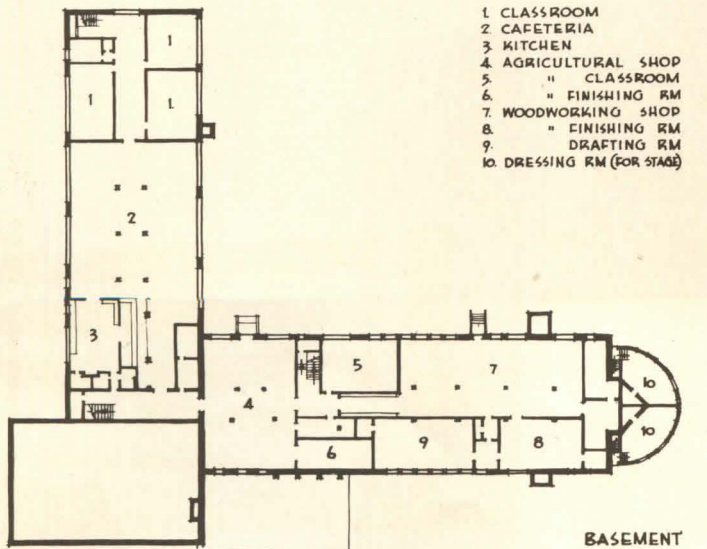 1. CLASSROOM
2. CAFETERIA
3. KITCHEN
4. AGRICULTURAL SHOP
5. " CLASSROOM
6. " FINISHING RM
7. WOODWORKING SHOP
8. " FINISHING RM
9. DRAFTING RM
10. DRESSING RM (FOR STAGE)
1
1
1.
2
3
4
5
7
6
9
8
10
10
BASEMENT